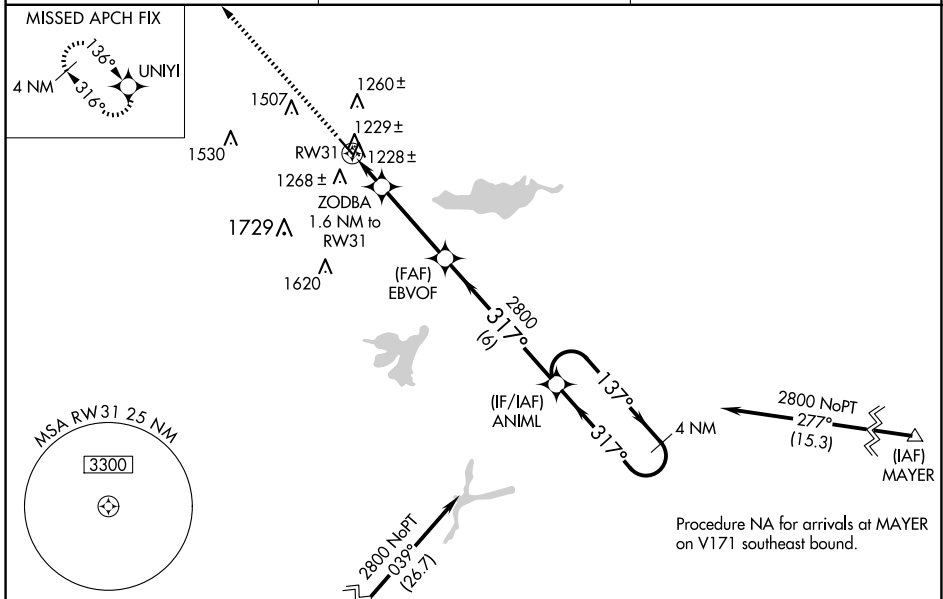 MISSED APCH FIX
136°
UNIYI
4 NM
316°
1507
1260 ±
1229 ±
1530
RW31
1228 ±
1268 ±
ZODBA
1.6 NM to
RW31
1729
1620
(FAF)
EBVOF
2800
317°
(6)
(IF/IAF)
ANIML
137°
317°
4 NM
2800 NoPT
277°
(15.3)
(IAF)
MAYER
MSA RW31 25 NM
3300
2800 NoPT
039°
(26.7)
Procedure NA for arrivals at MAYER
on V171 southeast bound.